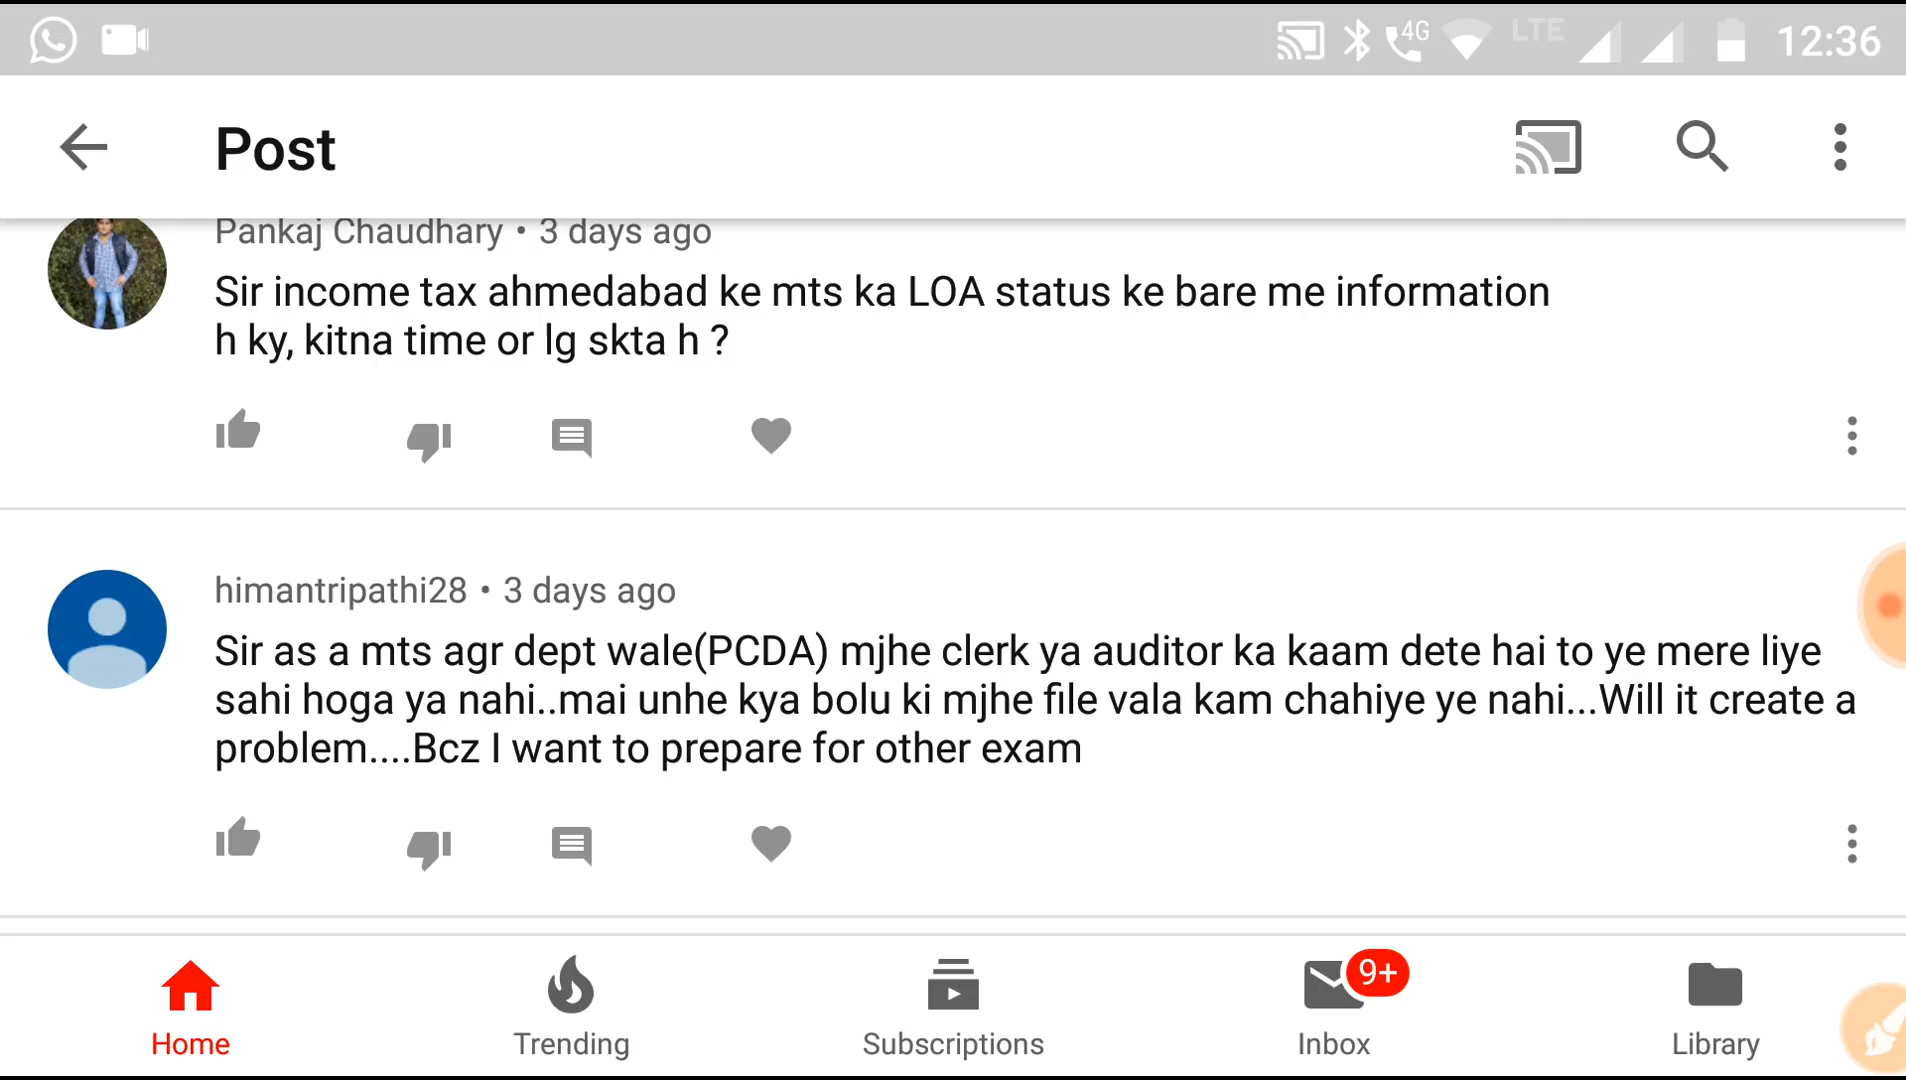 4G LTE 12:36
Post
Pankaj Chaudhary • 3 days ago
Sir income tax ahmedabad ke mts ka LOA status ke bare me information
h ky, kitna time or lg skta h ?
himantripathi28 • 3 days ago
Sir as a mts agr dept wale(PCDA) mjhe clerk ya auditor ka kaam dete hai to ye mere liye
sahi hoga ya nahi..mai unhe kya bolu ki mjhe file vala kam chahiye ye nahi...Will it create a
problem....Bcz I want to prepare for other exam
9+
Home Trending Subscriptions Inbox Library